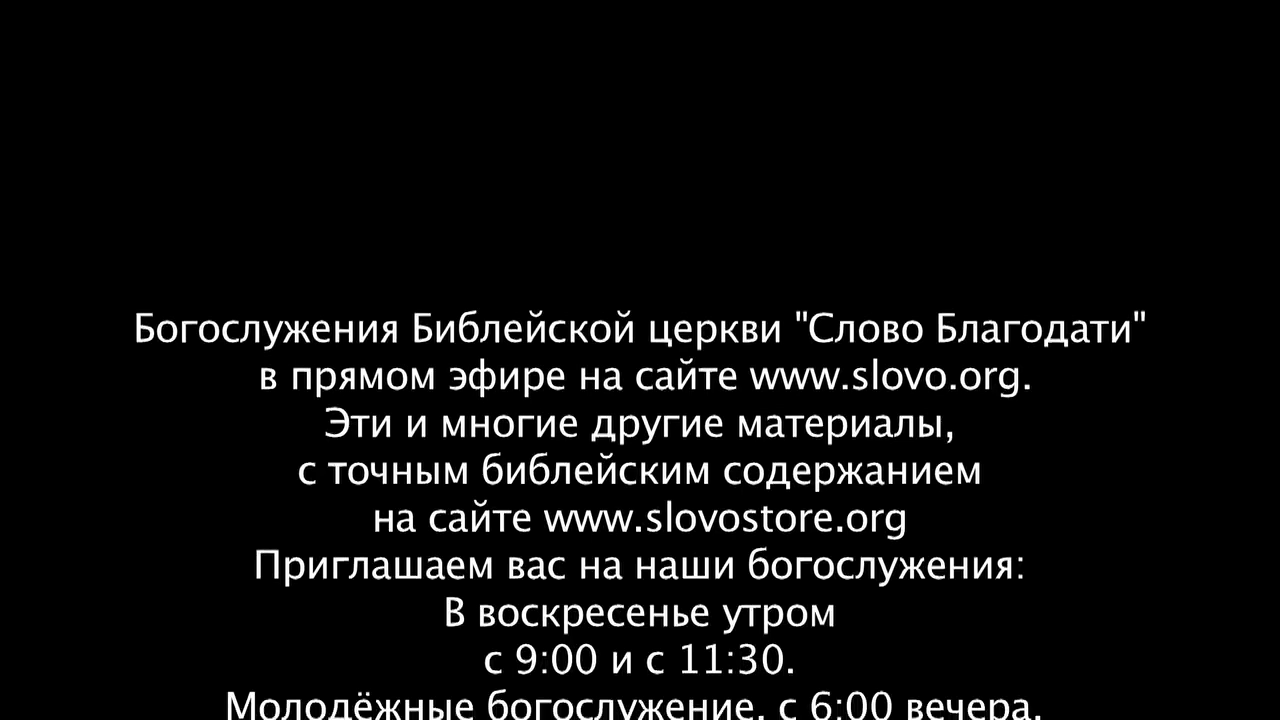 Богослужения Библейской церкви "Слово Благодати"
в прямом эфире на сайте www.slovo.org.
Эти и многие другие материалы,
с точным библейским содержанием
на сайте www.slovostore.org
Приглашаем вас на наши богослужения:
В воскресенье утром
с 9:00 и с 11:30.
Молодёжные богослужение, с 6:00 вечера.